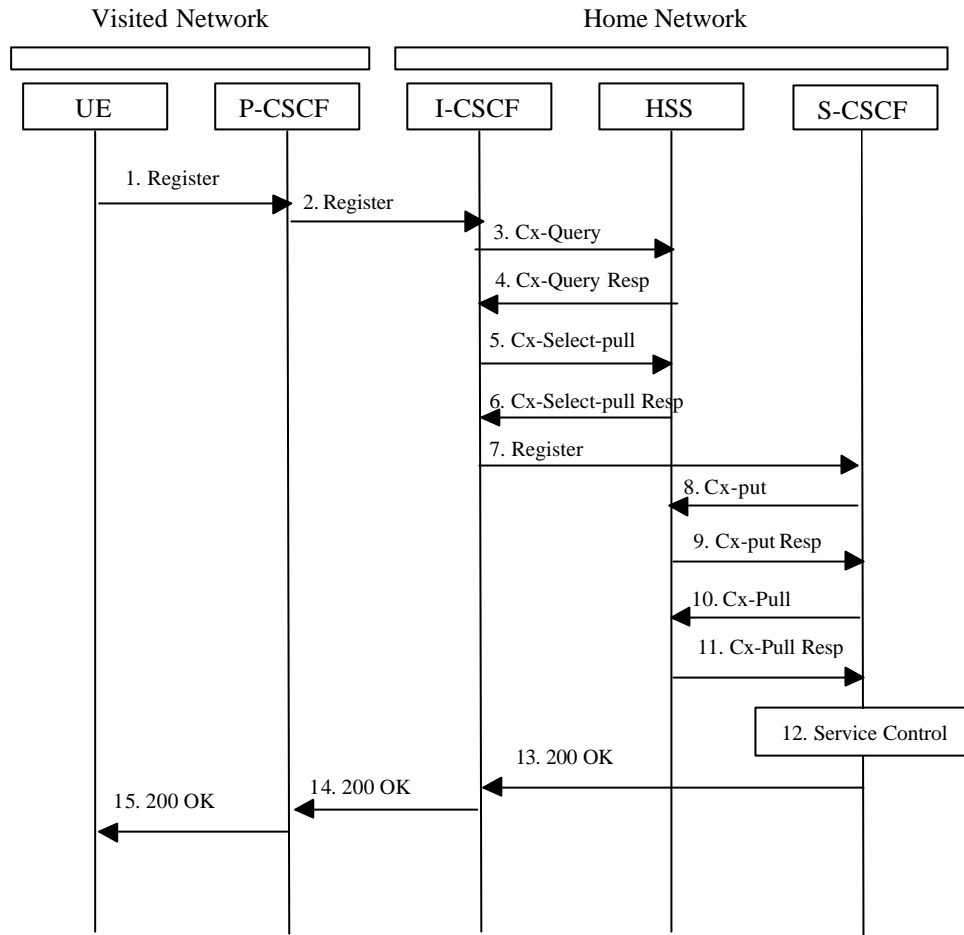 Visited Network
Home Network
UE
P-CSCF
I-CSCF
HSS
S-CSCF
1. Register
2. Register
3. Cx-Query
4. Cx-Query Resp
5. Cx-Select-pull
6. Cx-Select-pull Resp
7. Register
8. Cx-put
9. Cx-put Resp
10. Cx-Pull
11. Cx-Pull Resp
12. Service Control
13. 200 OK
14. 200 OK
15. 200 OK